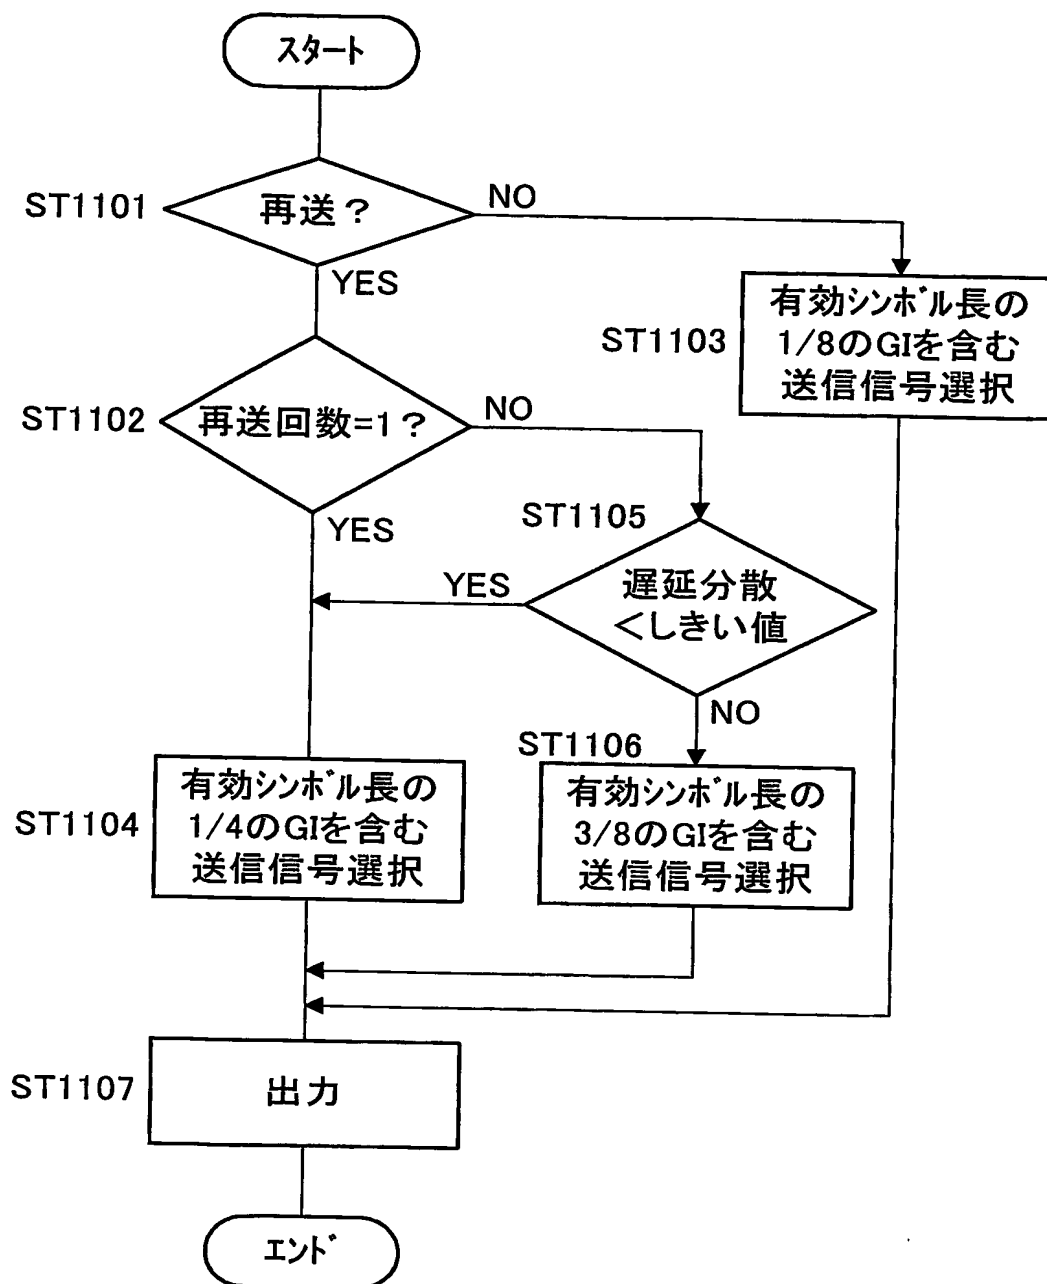 スタート
ST1101
再送?
NO
YES
ST1103
有効シンボル長の
1/8のGIを含む
送信信号選択
ST1102
再送回数=1?
NO
YES
ST1105
遅延分散
<しきい値
YES
NO
ST1104
有効シンボル長の
1/4のGIを含む
送信信号選択
ST1106
有効シンボル長の
3/8のGIを含む
送信信号選択
ST1107
出力
エンド